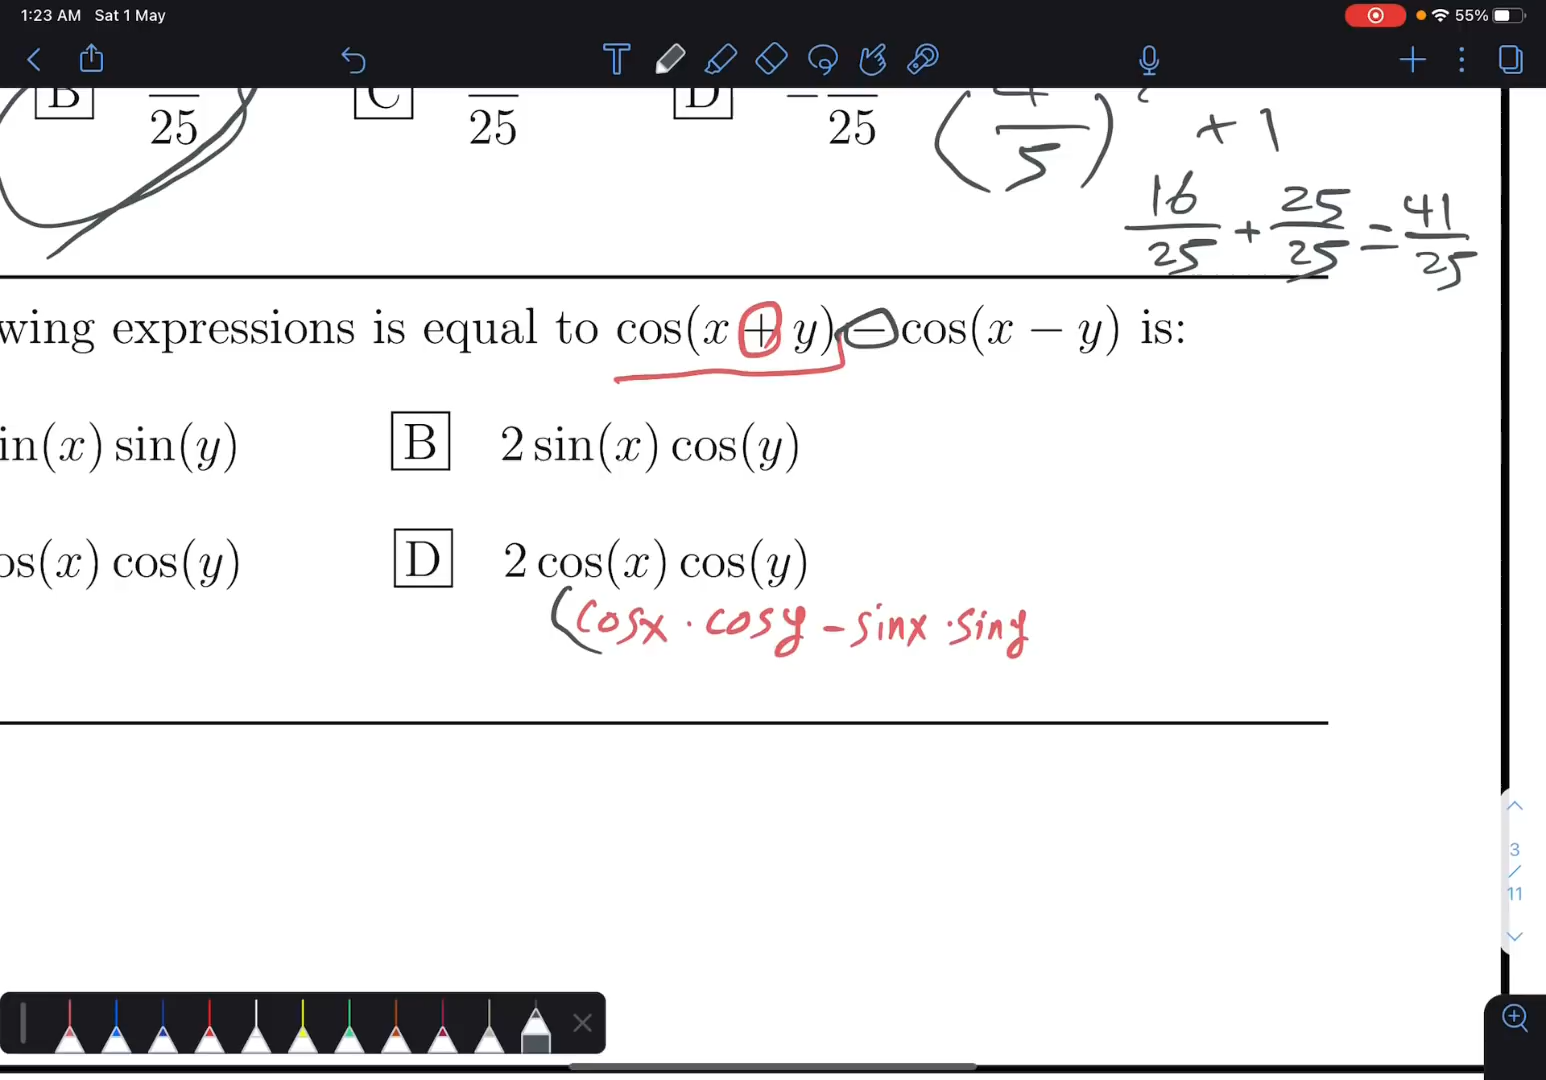 1:23 AM Sat 1 May 55%
T
B 25 C 25 D − 25 (4/5)² + 1
16/25 + 25/25 = 41/25
wing expressions is equal to cos(x + y) − cos(x − y) is:
in(x) sin(y) B 2 sin(x) cos(y)
os(x) cos(y) D 2 cos(x) cos(y)
(cosx · cosy − sinx · siny
3 / 11